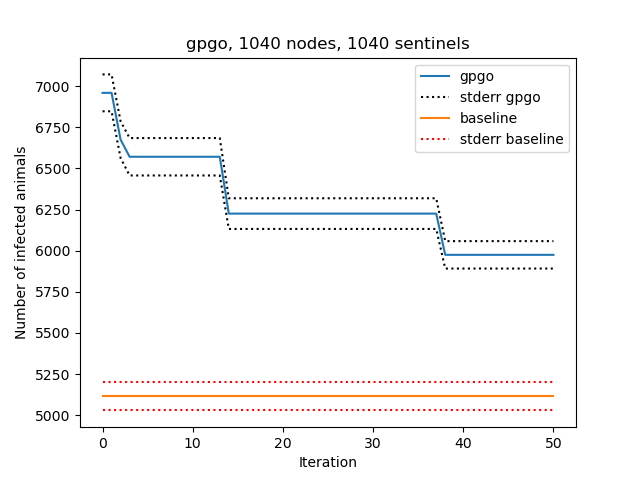 gpgo, 1040 nodes, 1040 sentinels
Number of infected animals
7000
6750
6500
6250
6000
5750
5500
5250
5000
gpgo
stderr gpgo
baseline
stderr baseline
0 10 20 30 40 50
Iteration